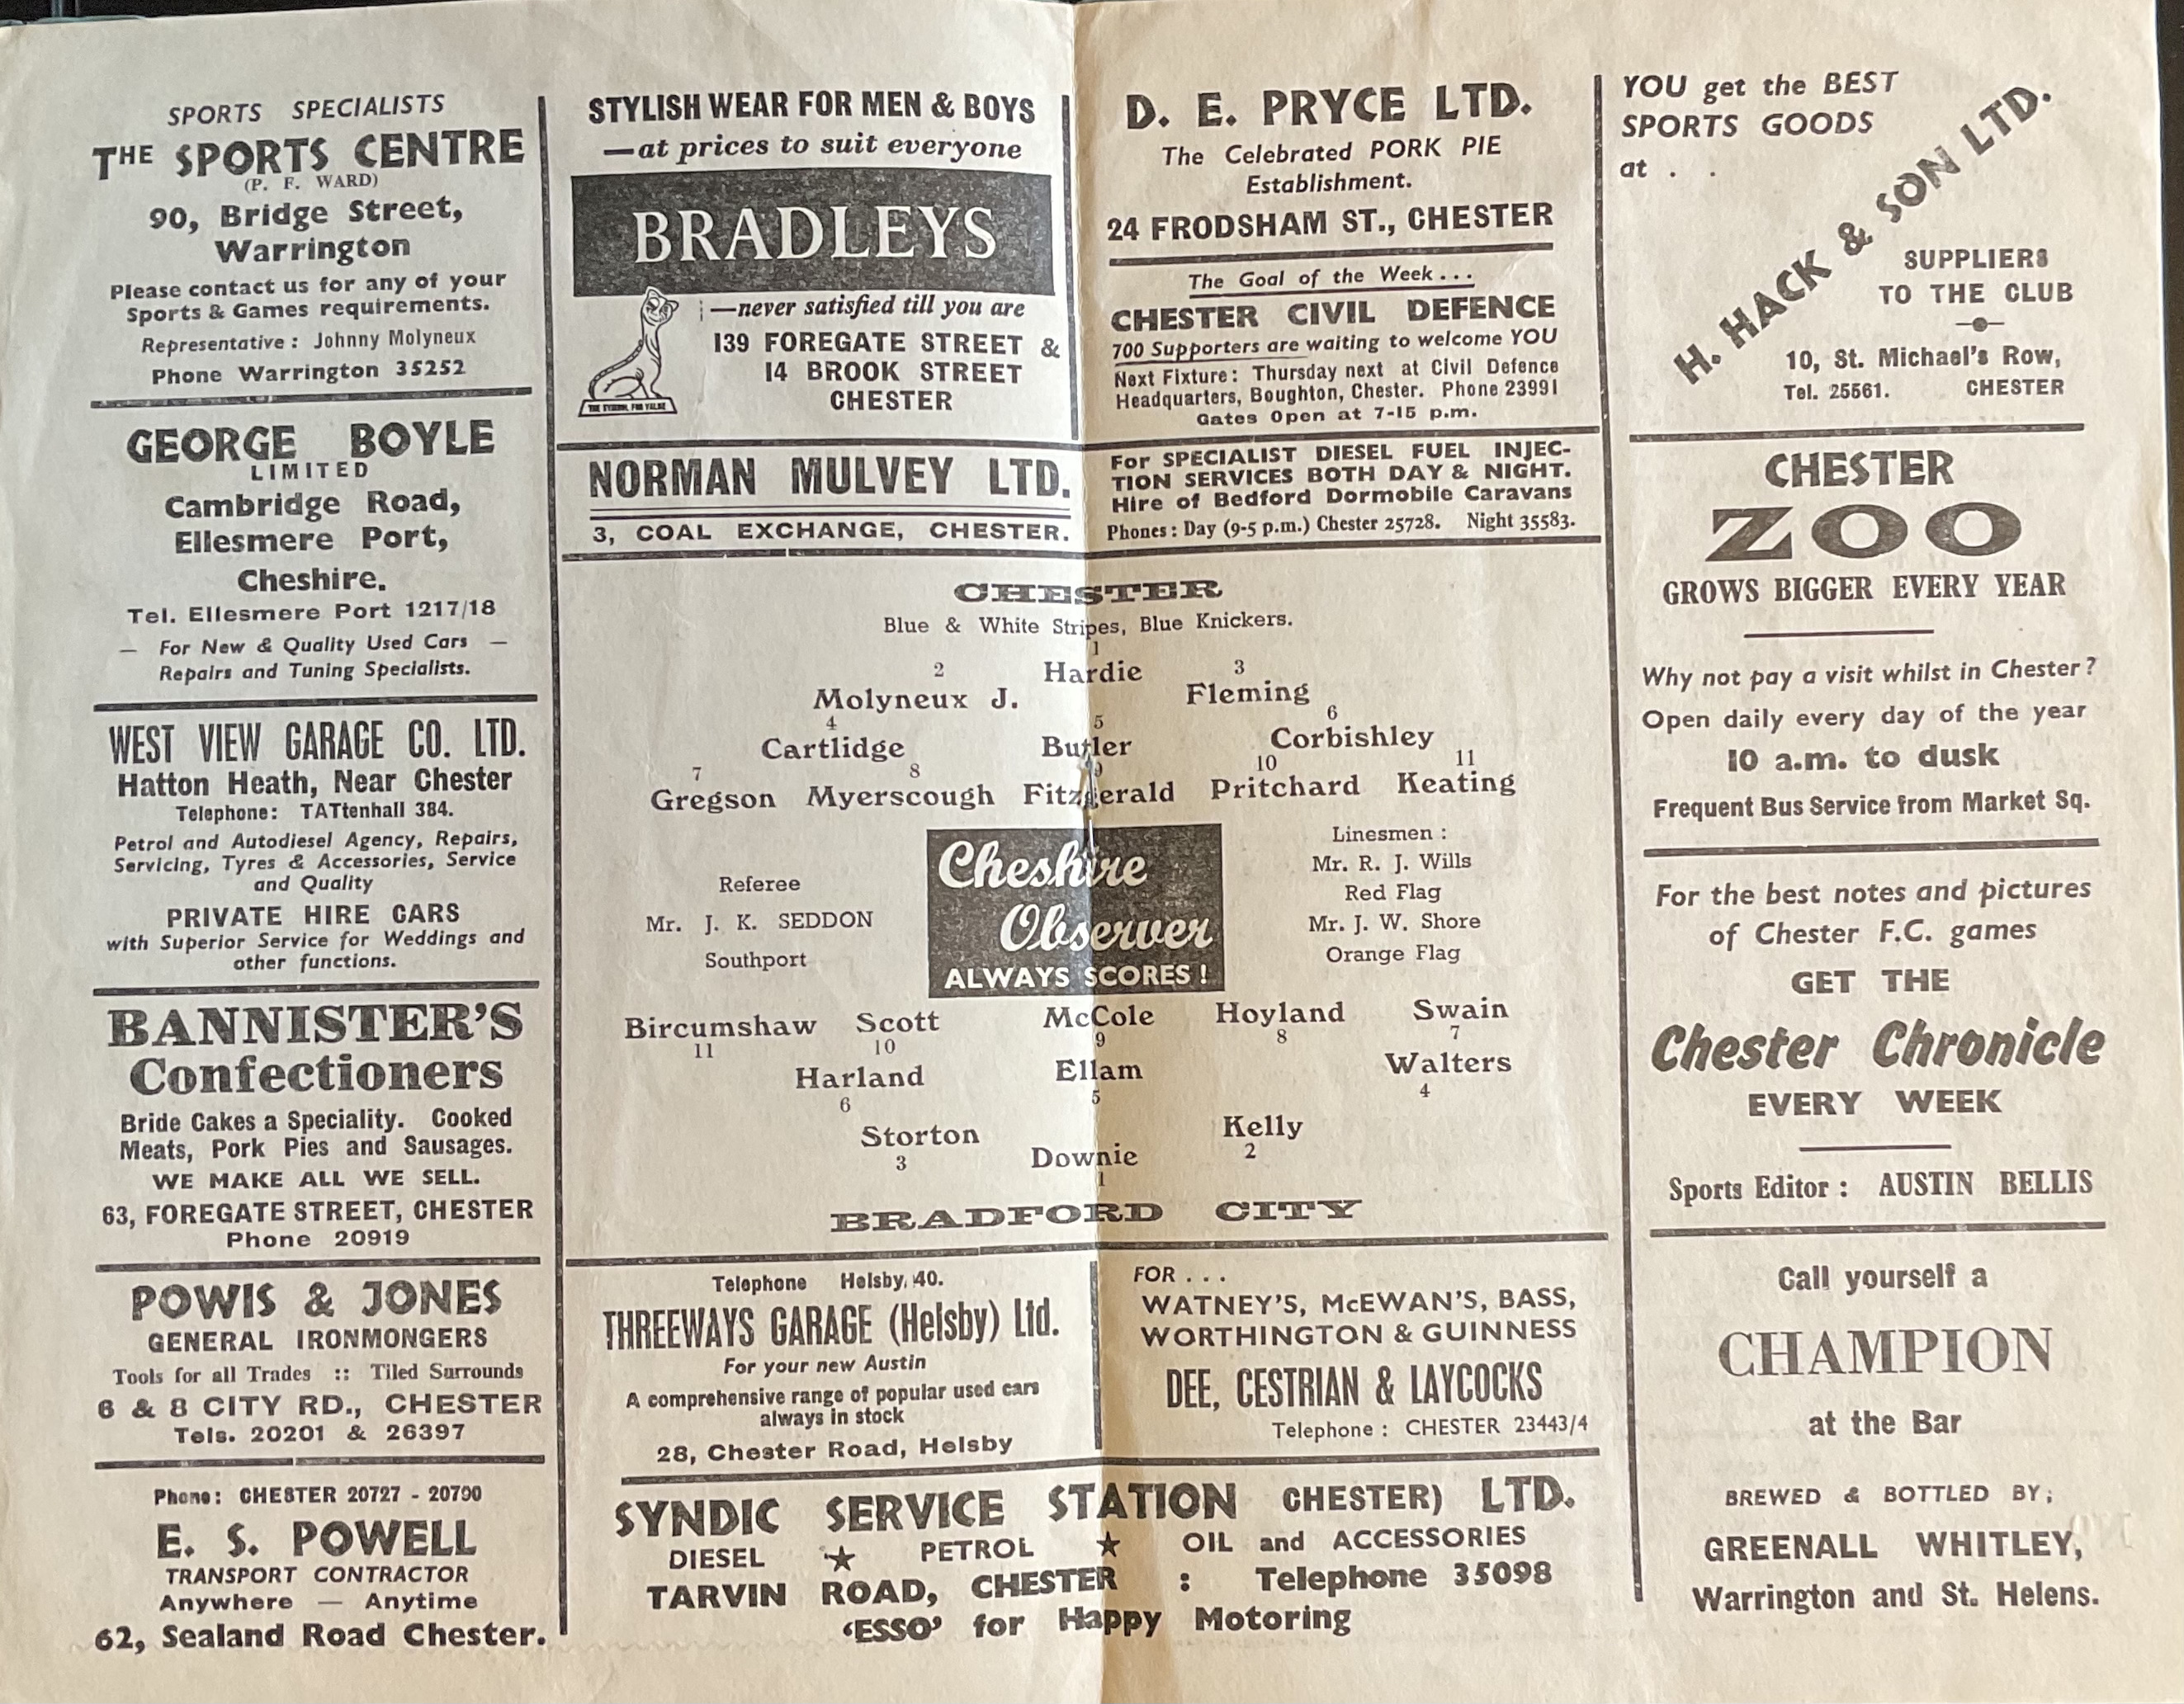 SPORTS SPECIALISTS
THE SPORTS CENTRE
(P. F. WARD)
90, Bridge Street,
Warrington
Please contact us for any of your
Sports & Games requirements.
Representative: Johnny Molyneux
Phone Warrington 35252
GEORGE BOYLE
LIMITED
Cambridge Road,
Ellesmere Port,
Cheshire.
Tel. Ellesmere Port 1217/18
— For New & Quality Used Cars —
Repairs and Tuning Specialists.
WEST VIEW GARAGE CO. LTD.
Hatton Heath, Near Chester
Telephone: TATtenhall 384.
Petrol and Autodiesel Agency, Repairs,
Servicing, Tyres & Accessories, Service
and Quality
PRIVATE HIRE CARS
with Superior Service for Weddings and
other functions.
BANNISTER'S
Confectioners
Bride Cakes a Speciality. Cooked
Meats, Pork Pies and Sausages.
WE MAKE ALL WE SELL.
63, FOREGATE STREET, CHESTER
Phone 20919
POWIS & JONES
GENERAL IRONMONGERS
Tools for all Trades :: Tiled Surrounds
6 & 8 CITY RD., CHESTER
Tels. 20201 & 26397
Phone: CHESTER 20727 - 20790
E. S. POWELL
TRANSPORT CONTRACTOR
Anywhere — Anytime
62, Sealand Road Chester.
STYLISH WEAR FOR MEN & BOYS
—at prices to suit everyone
BRADLEYS
—never satisfied till you are
139 FOREGATE STREET &
14 BROOK STREET
CHESTER
THE SYMBOL FOR VALUE
D. E. PRYCE LTD.
The Celebrated PORK PIE
Establishment.
24 FRODSHAM ST., CHESTER
The Goal of the Week . . .
CHESTER CIVIL DEFENCE
700 Supporters are waiting to welcome YOU
Next Fixture: Thursday next at Civil Defence
Headquarters, Boughton, Chester. Phone 23991
Gates Open at 7-15 p.m.
NORMAN MULVEY LTD.
3, COAL EXCHANGE, CHESTER.
For SPECIALIST DIESEL FUEL INJEC-
TION SERVICES BOTH DAY & NIGHT.
Hire of Bedford Dormobile Caravans
Phones: Day (9-5 p.m.) Chester 25728. Night 35583.
CHESTER
Blue & White Stripes, Blue Knickers.
1
Hardie
2 3
Molyneux J. Fleming
4 5 6
Cartlidge Butler Corbishley
7 8 9 10 11
Gregson Myerscough Fitzgerald Pritchard Keating
Referee
Mr. J. K. SEDDON
Southport
Cheshire
Observer
ALWAYS SCORES!
Linesmen:
Mr. R. J. Wills
Red Flag
Mr. J. W. Shore
Orange Flag
Bircumshaw Scott McCole Hoyland Swain
11 10 9 8 7
Harland Ellam Walters
6 5 4
Storton Kelly
3 2
Downie
1
BRADFORD CITY
Telephone Helsby, 40.
THREEWAYS GARAGE (Helsby) Ltd.
For your new Austin
A comprehensive range of popular used cars
always in stock
28, Chester Road, Helsby
FOR . . .
WATNEY'S, McEWAN'S, BASS,
WORTHINGTON & GUINNESS
DEE, CESTRIAN & LAYCOCKS
Telephone: CHESTER 23443/4
SYNDIC SERVICE STATION CHESTER) LTD.
DIESEL ★ PETROL ★ OIL and ACCESSORIES
TARVIN ROAD, CHESTER : Telephone 35098
'ESSO' for Happy Motoring
YOU get the BEST
SPORTS GOODS
at . .
H. HACK & SON LTD.
SUPPLIERS
TO THE CLUB
10, St. Michael's Row,
Tel. 25561. CHESTER
CHESTER
ZOO
GROWS BIGGER EVERY YEAR
Why not pay a visit whilst in Chester?
Open daily every day of the year
10 a.m. to dusk
Frequent Bus Service from Market Sq.
For the best notes and pictures
of Chester F.C. games
GET THE
Chester Chronicle
EVERY WEEK
Sports Editor: AUSTIN BELLIS
Call yourself a
CHAMPION
at the Bar
BREWED & BOTTLED BY;
GREENALL WHITLEY,
Warrington and St. Helens.